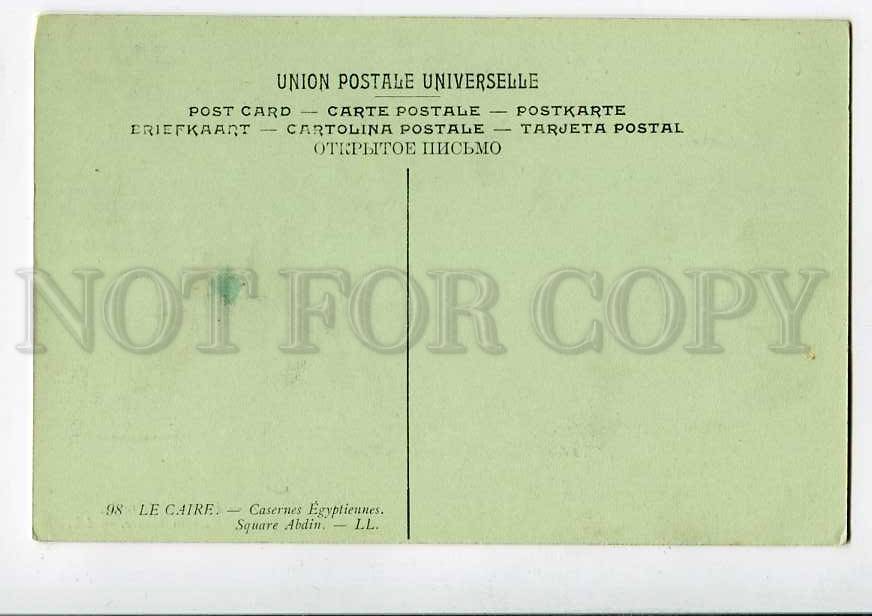 UNION POSTALE UNIVERSELLE
POST CARD — CARTE POSTALE — POSTKARTE
BRIEFKAART — CARTOLINA POSTALE — TARJETA POSTAL
ОТКРЫТОЕ ПИСЬМО
NOT FOR COPY
98 LE CAIRE. — Casernes Égyptiennes.
Square Abdin. — LL.